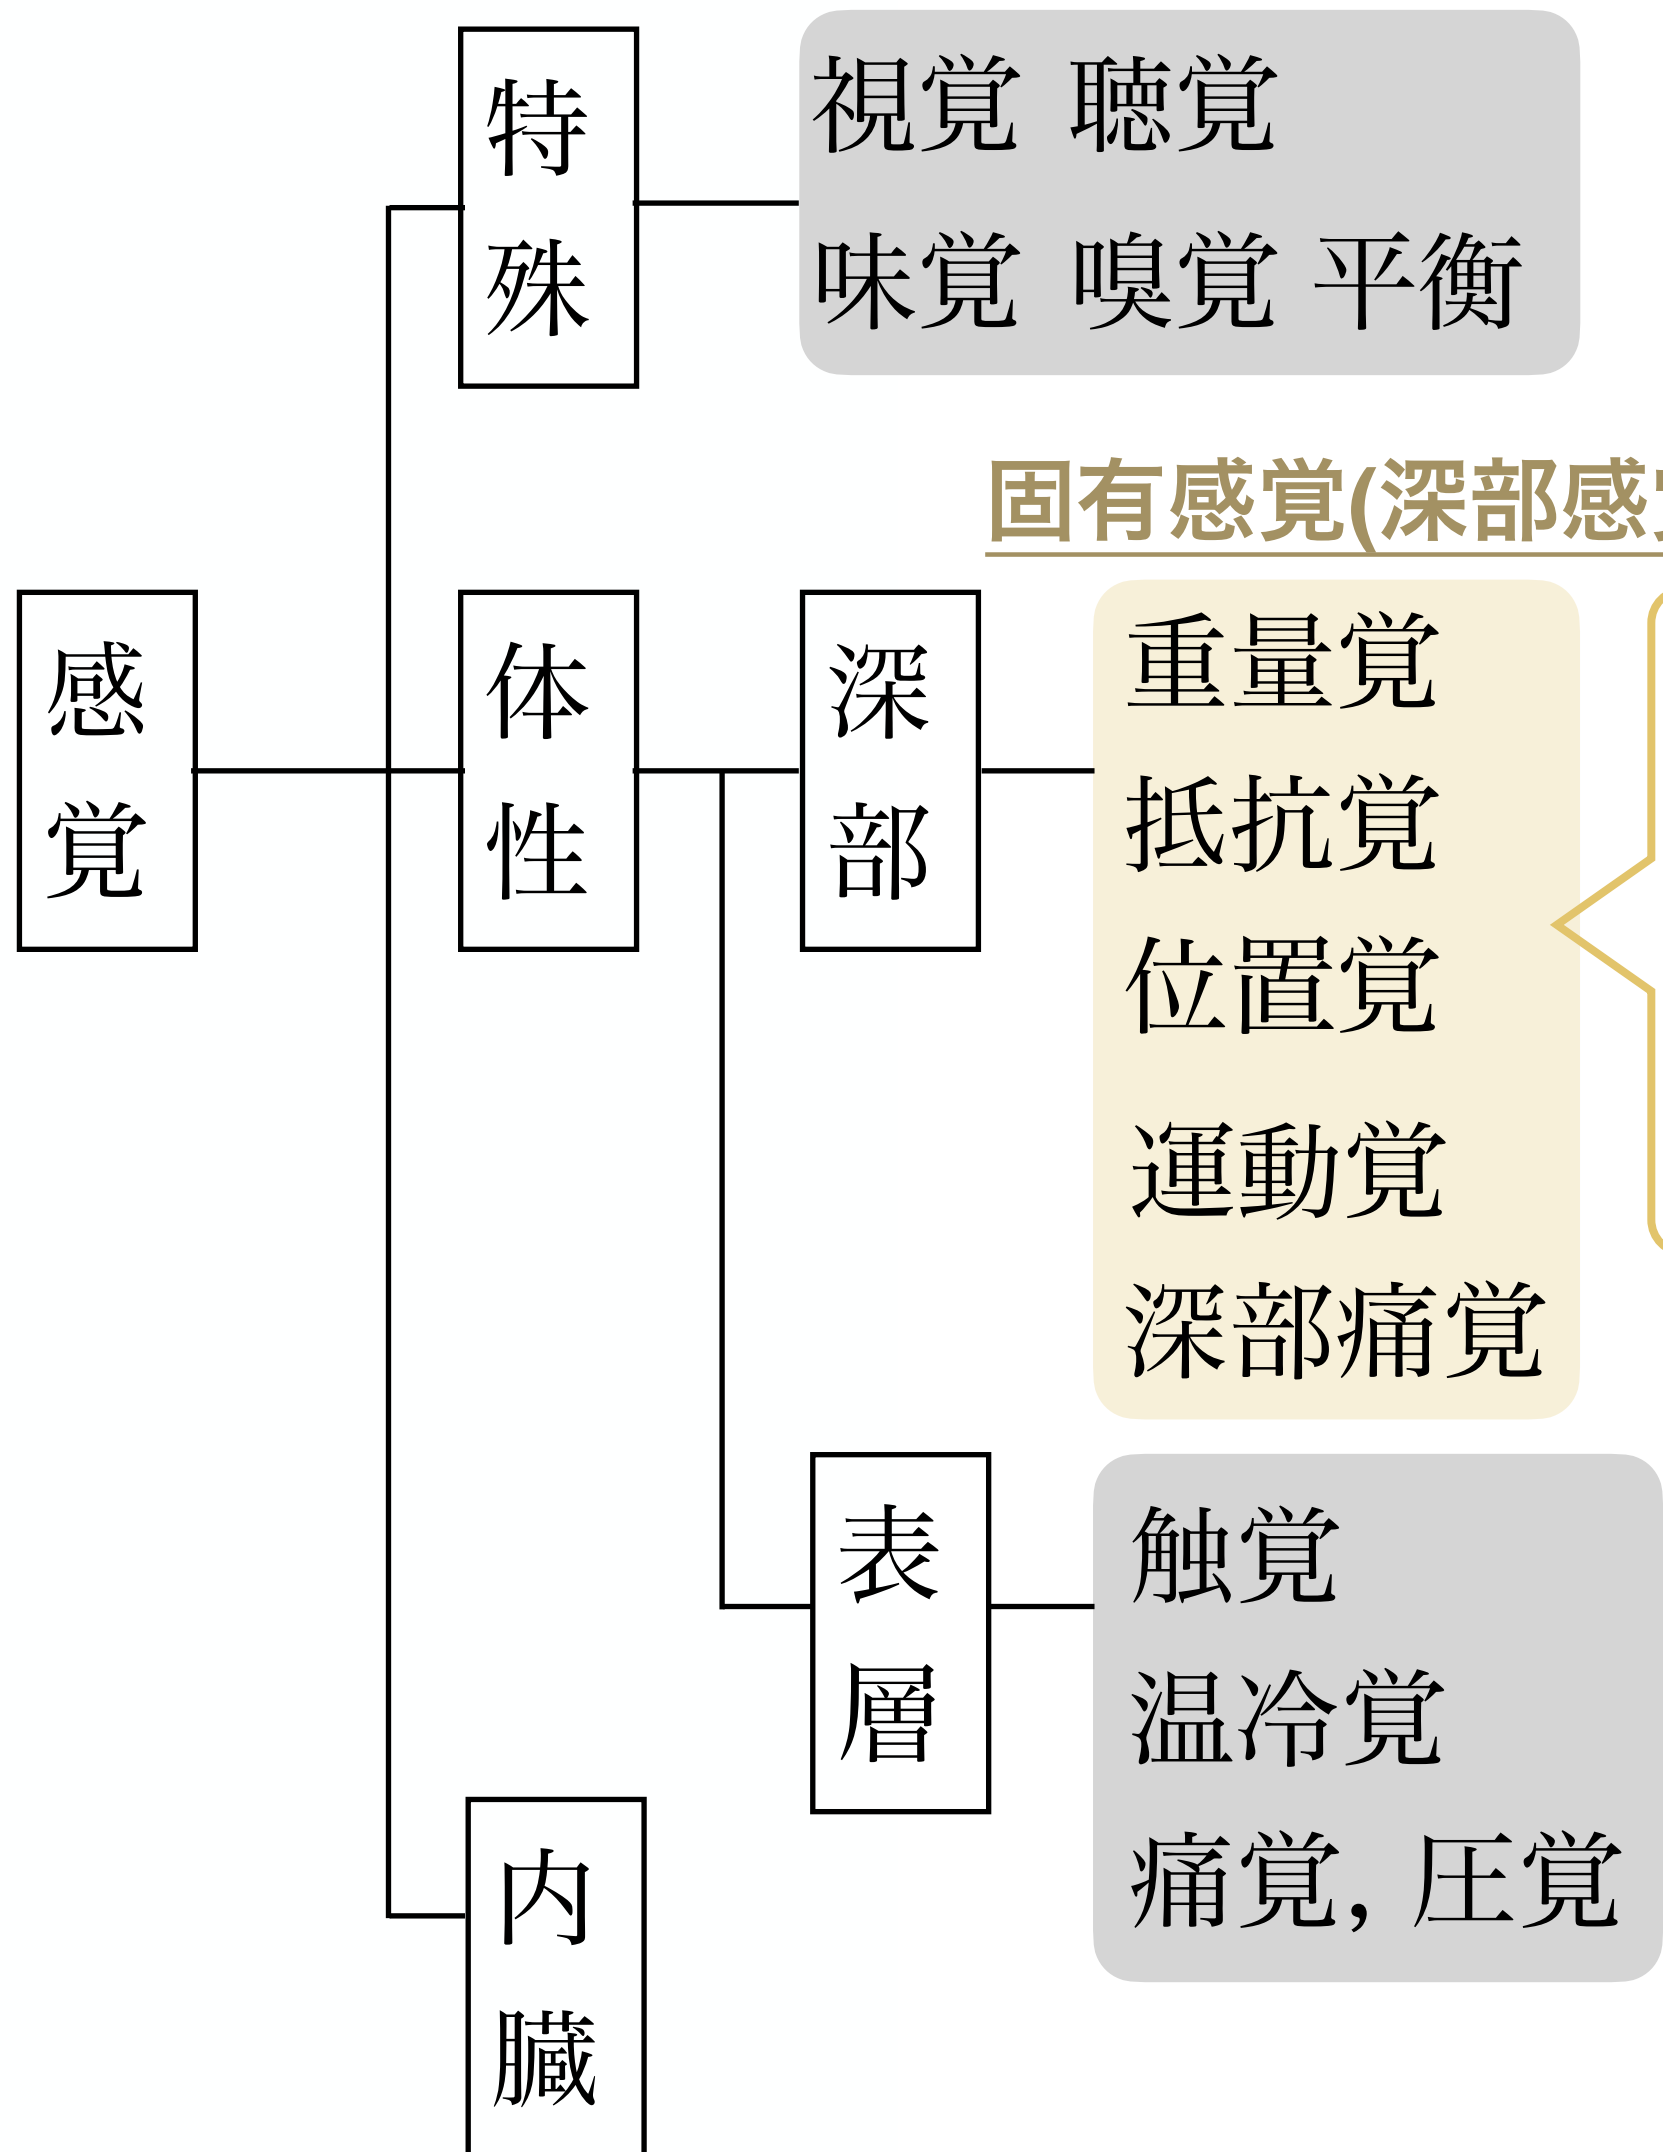 特殊
視覚 聴覚
味覚 嗅覚 平衡
固有感覚(深部感
感覚
体性
深部
重量覚
抵抗覚
位置覚
運動覚
深部痛覚
表層
触覚
温冷覚
痛覚, 圧覚
内臓